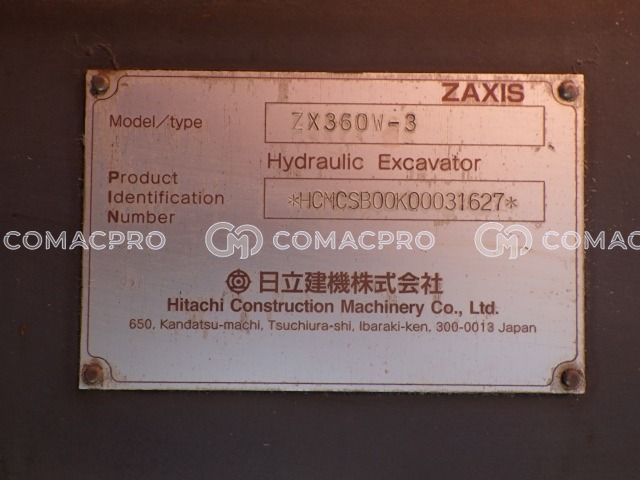 ZAXIS
Model/type ZX360W-3
Hydraulic Excavator
Product
Identification *HCMCSB00K00031627*
Number
COMACPRO COMACPRO COMACPRO
日立建機株式会社
Hitachi Construction Machinery Co., Ltd.
650, Kandatsu-machi, Tsuchiura-shi, Ibaraki-ken, 300-0013 Japan